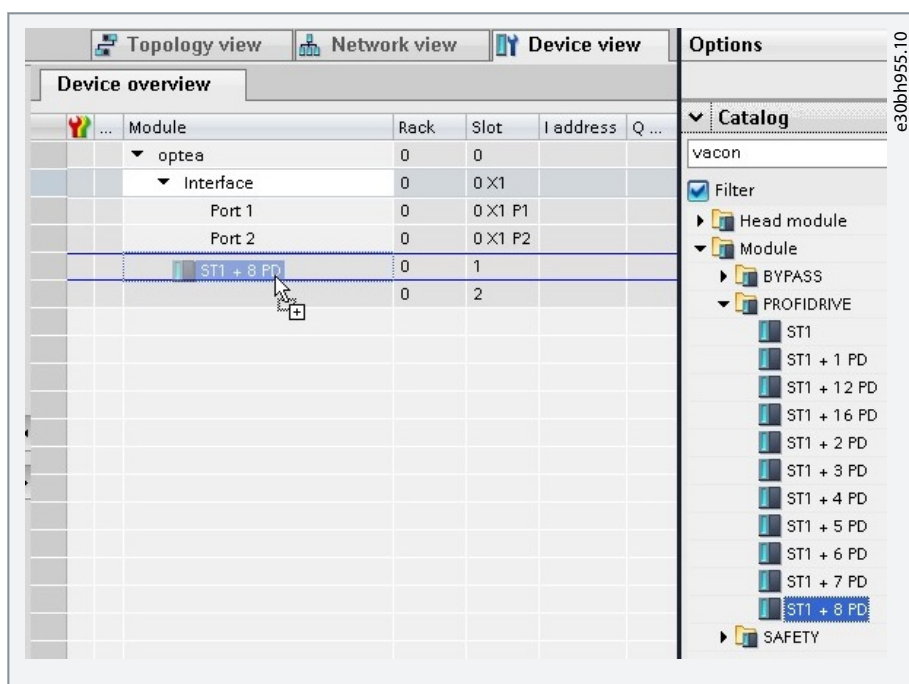 Topology view Network view Device view Options
Device overview
... Module Rack Slot I address Q ... Catalog
optea 0 0 vacon
Interface 0 0 X1 Filter
Port 1 0 0 X1 P1 Head module
Port 2 0 0 X1 P2 Module
ST1 + 8 PD 0 1 BYPASS
0 2 PROFIDRIVE
ST1
ST1 + 1 PD
ST1 + 12 PD
ST1 + 16 PD
ST1 + 2 PD
ST1 + 3 PD
ST1 + 4 PD
ST1 + 5 PD
ST1 + 6 PD
ST1 + 7 PD
ST1 + 8 PD
SAFETY
e30bh955.10